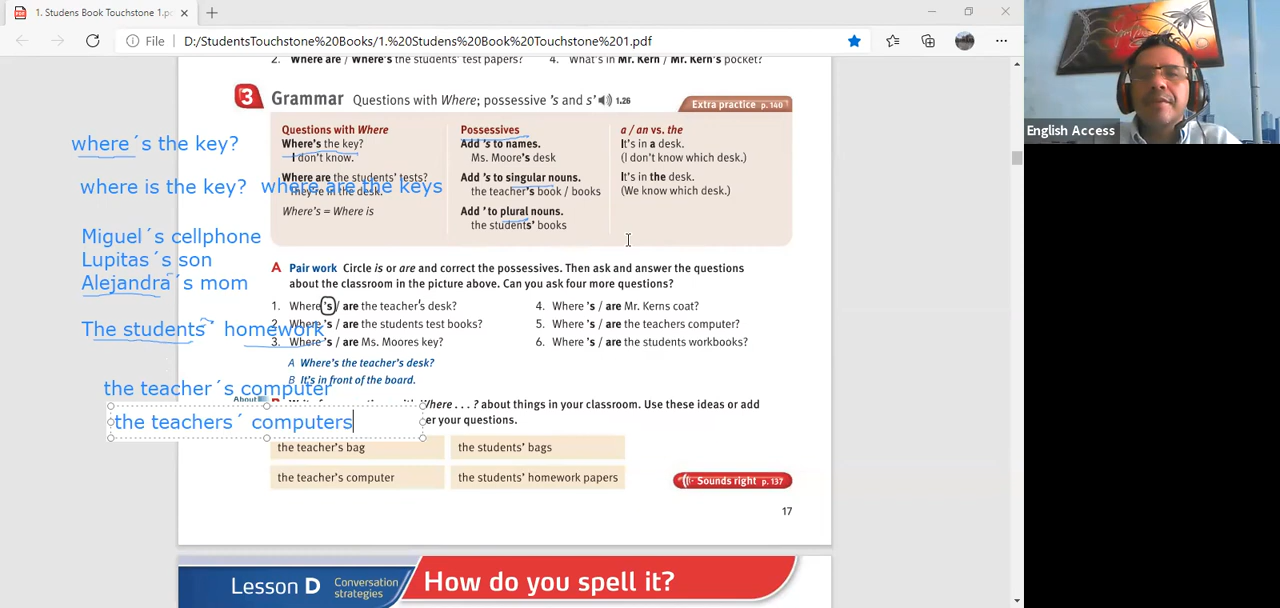 1. Studens Book Touchstone 1.pd
File D:/StudentsTouchstone%20Books/1.%20Studens%20Book%20Touchstone%201.pdf
2. Where are / Where's the students' test papers? 4. What's in Mr. Kern / Mr. Kern's pocket?
3 Grammar Questions with Where; possessive 's and s' 1.26
Extra practice p. 140
Questions with Where
Where's the key?
I don't know.
Where are the students' tests?
They're in the desk.
Where's = Where is
Possessives
Add 's to names.
Ms. Moore's desk
Add 's to singular nouns.
the teacher's book / books
Add ' to plural nouns.
the students' books
a / an vs. the
It's in a desk.
(I don't know which desk.)
It's in the desk.
(We know which desk.)
where´s the key?
where is the key? where are the keys
Miguel´s cellphone
Lupitas´s son
Alejandra´s mom
The students´ homework
the teacher´s computer
the teachers´ computers
A Pair work Circle is or are and correct the possessives. Then ask and answer the questions
about the classroom in the picture above. Can you ask four more questions?
1. Where 's / are the teacher's desk?
2. Where 's / are the students test books?
3. Where 's / are Ms. Moores key?
4. Where 's / are Mr. Kerns coat?
5. Where 's / are the teachers computer?
6. Where 's / are the students workbooks?
A Where's the teacher's desk?
B It's in front of the board.
About
Where . . . ? about things in your classroom. Use these ideas or add
er your questions.
the teacher's bag the students' bags
the teacher's computer the students' homework papers
Sounds right p. 137
17
Lesson D Conversation strategies
How do you spell it?
English Access